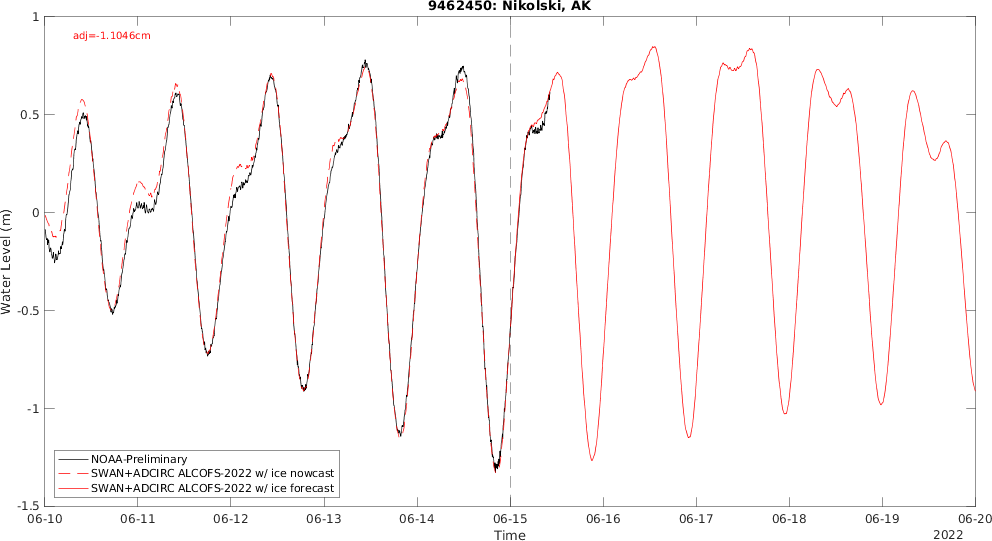 9462450: Nikolski, AK
adj=-1.1046cm
1
0.5
0
-0.5
-1
-1.5
Water Level (m)
NOAA-Preliminary
SWAN+ADCIRC ALCOFS-2022 w/ ice nowcast
SWAN+ADCIRC ALCOFS-2022 w/ ice forecast
06-10 06-11 06-12 06-13 06-14 06-15 06-16 06-17 06-18 06-19 06-20
Time
2022